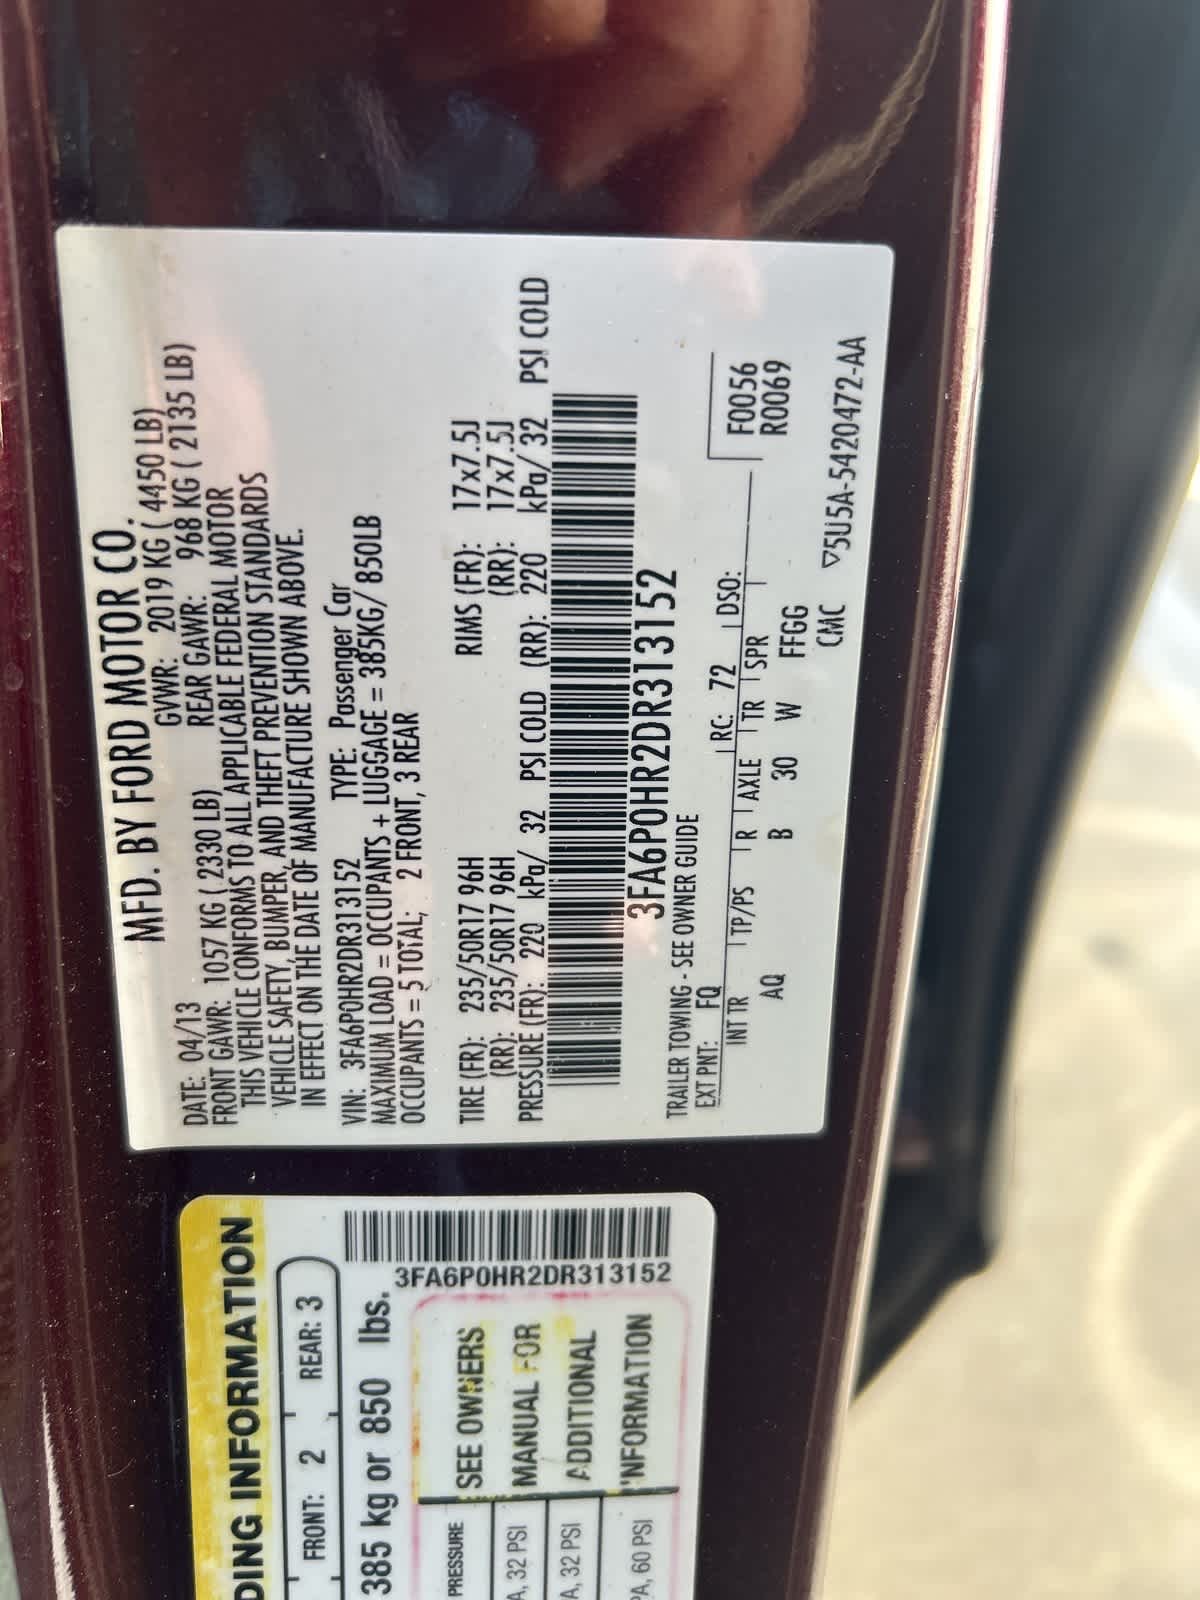 MFD. BY FORD MOTOR CO.
DATE: 04/13 GVWR: 2019 KG ( 4450 LB)
FRONT GAWR: 1057 KG ( 2330 LB) REAR GAWR: 968 KG ( 2135 LB)
THIS VEHICLE CONFORMS TO ALL APPLICABLE FEDERAL MOTOR
VEHICLE SAFETY, BUMPER, AND THEFT PREVENTION STANDARDS
IN EFFECT ON THE DATE OF MANUFACTURE SHOWN ABOVE.
VIN: 3FA6P0HR2DR313152 TYPE: Passenger Car
MAXIMUM LOAD = OCCUPANTS + LUGGAGE = 385KG/ 850LB
OCCUPANTS = 5 TOTAL; 2 FRONT, 3 REAR
TIRE (FR): 235/50R17 96H RIMS (FR): 17x7.5J
(RR): 235/50R17 96H (RR): 17x7.5J
PRESSURE (FR): 220 kPa/ 32 PSI COLD (RR): 220 kPa/ 32 PSI COLD
3FA6P0HR2DR313152
TRAILER TOWING - SEE OWNER GUIDE
EXT PNT: FQ RC: 72 DSO:
F0056
R0069
INT TR TP/PS R AXLE TR SPR
AQ B 30 W FFGG
CMC ▽5U5A-5420472-AA
DING INFORMATION
FRONT: 2 REAR: 3
385 kg or 850 lbs.
3FA6P0HR2DR313152
PRESSURE SEE OWNERS
A, 32 PSI MANUAL FOR
A, 32 PSI ADDITIONAL
PA, 60 PSI INFORMATION